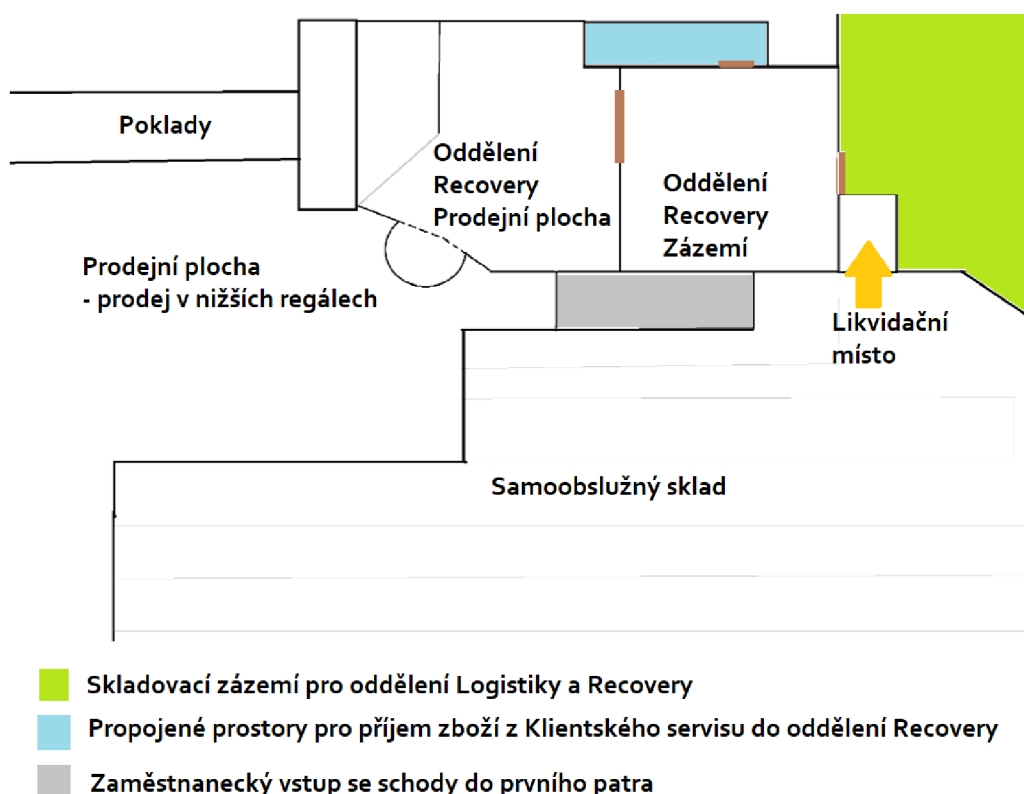 Poklady
Oddělení
Recovery
Prodejní plocha
Oddělení
Recovery
Zázemí
Prodejní plocha
- prodej v nižších regálech
Likvidační
místo
Samoobslužný sklad
Skladovací zázemí pro oddělení Logistiky a Recovery
Propojené prostory pro příjem zboží z Klientského servisu do oddělení Recovery
Zaměstnanecký vstup se schody do prvního patra